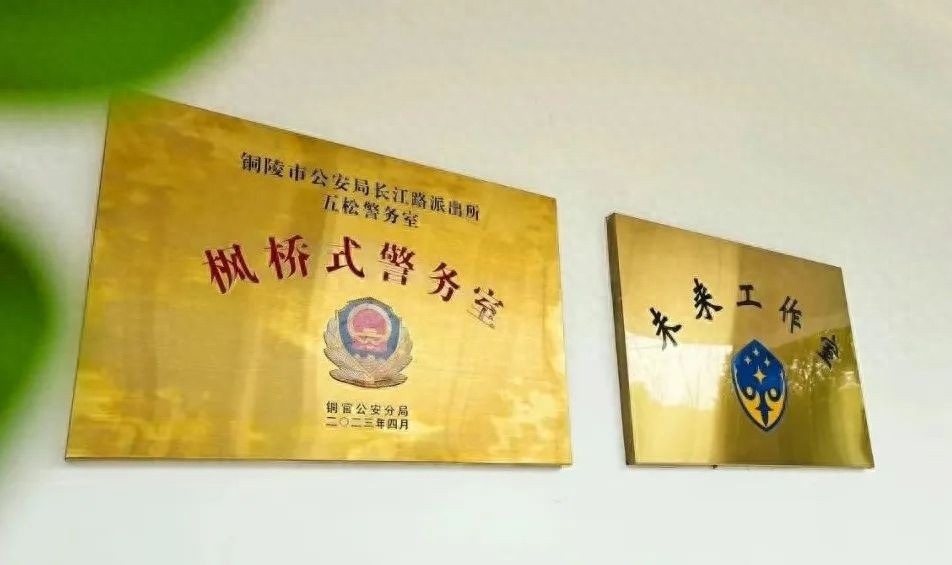 铜陵市公安局长江路派出所
五松警务室
枫桥式警务室
铜官公安分局
二〇二三年四月
未来工作室